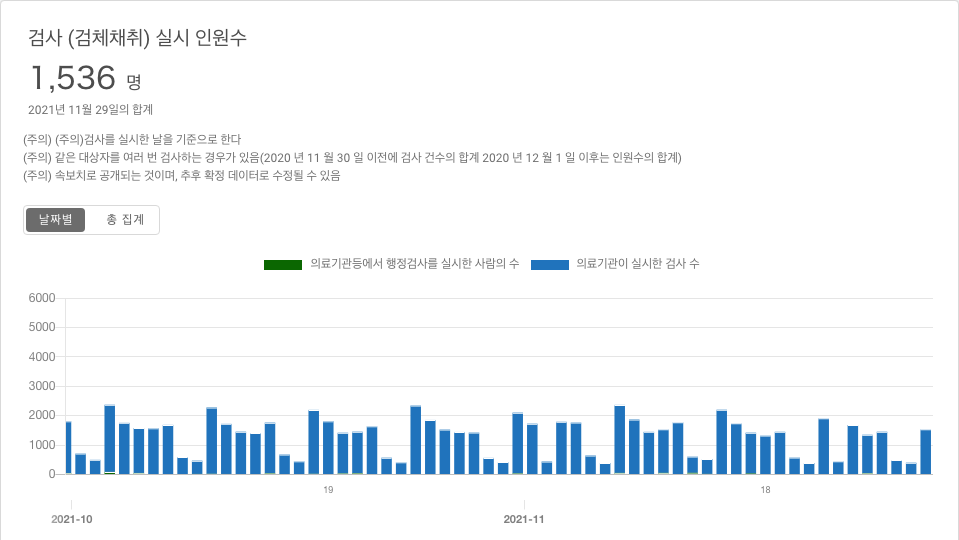 검사 (검체채취) 실시 인원수
1,536 명
2021년 11월 29일의 합계
(주의) (주의)검사를 실시한 날을 기준으로 한다
(주의) 같은 대상자를 여러 번 검사하는 경우가 있음(2020 년 11 월 30 일 이전에 검사 건수의 합계 2020 년 12 월 1 일 이후는 인원수의 합계)
(주의) 속보치로 공개되는 것이며, 추후 확정 데이터로 수정될 수 있음
날짜별 총 집계
의료기관등에서 행정검사를 실시한 사람의 수 의료기관이 실시한 검사 수
6000
5000
4000
3000
2000
1000
0
19 18
2021-10 2021-11